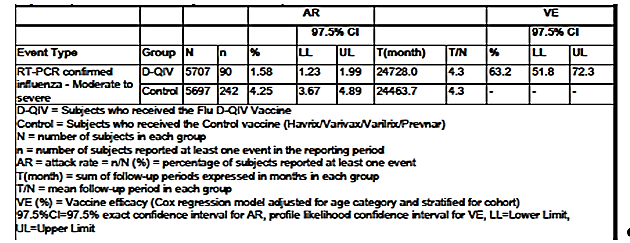 AR VE
97.5% CI 97.5% CI
Event Type Group N n % LL UL T(month) T/N % LL UL
RT-PCR confirmed influenza - Moderate to severe D-QIV 5707 90 1.58 1.23 1.99 24728.0 4.3 63.2 51.8 72.3
Control 5697 242 4.25 3.67 4.89 24463.7 4.3 - - -
D-QIV = Subjects who received the Flu D-QIV Vaccine
Control = Subjects who received the Control vaccine (Havrix/Varivax/Varilrix/Prevnar)
N = number of subjects in each group
n = number of subjects reported at least one event in the reporting period
AR = attack rate = n/N (%) = percentage of subjects reported at least one event
T(month) = sum of follow-up periods expressed in months in each group
T/N = mean follow-up period in each group
VE (%) = Vaccine efficacy (Cox regression model adjusted for age category and stratified for cohort)
97.5%CI=97.5% exact confidence interval for AR, profile likelihood confidence interval for VE, LL=Lower Limit,
UL=Upper Limit